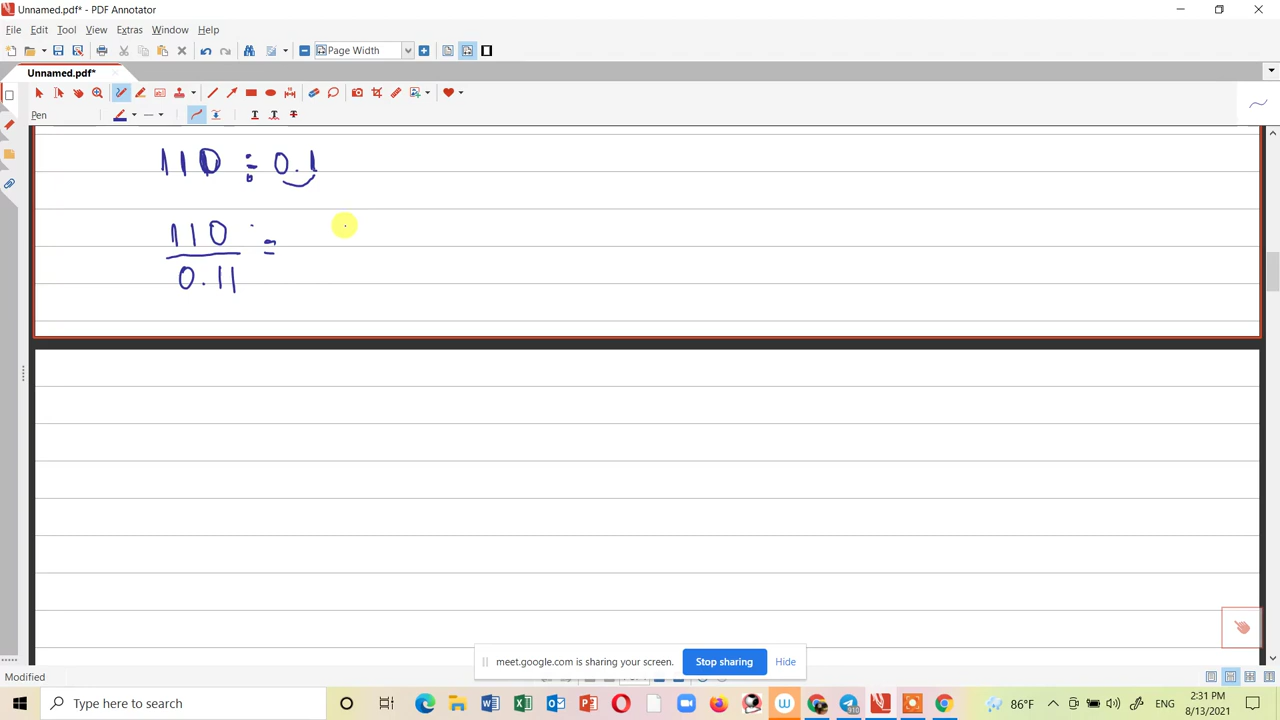 Unnamed.pdf* - PDF Annotator
File Edit Tool View Extras Window Help
Page Width
Unnamed.pdf*
Pen
110 ÷ 0.1
110
0.11
=
meet.google.com is sharing your screen. Stop sharing Hide
Modified
Type here to search
86°F
ENG
2:31 PM
8/13/2021